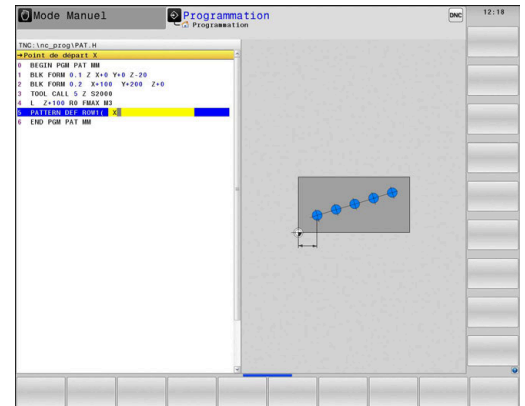 Mode Manuel
Programmation
Programmation
DNC
12:18
TNC:\nc_prog\PAT.H
→Point de départ X
0 BEGIN PGM PAT MM
1 BLK FORM 0.1 Z X+0 Y+0 Z-20
2 BLK FORM 0.2 X+100 Y+200 Z+0
3 TOOL CALL 5 Z S2000
4 L Z+100 R0 FMAX M3
5 PATTERN DEF ROW1( X
6 END PGM PAT MM